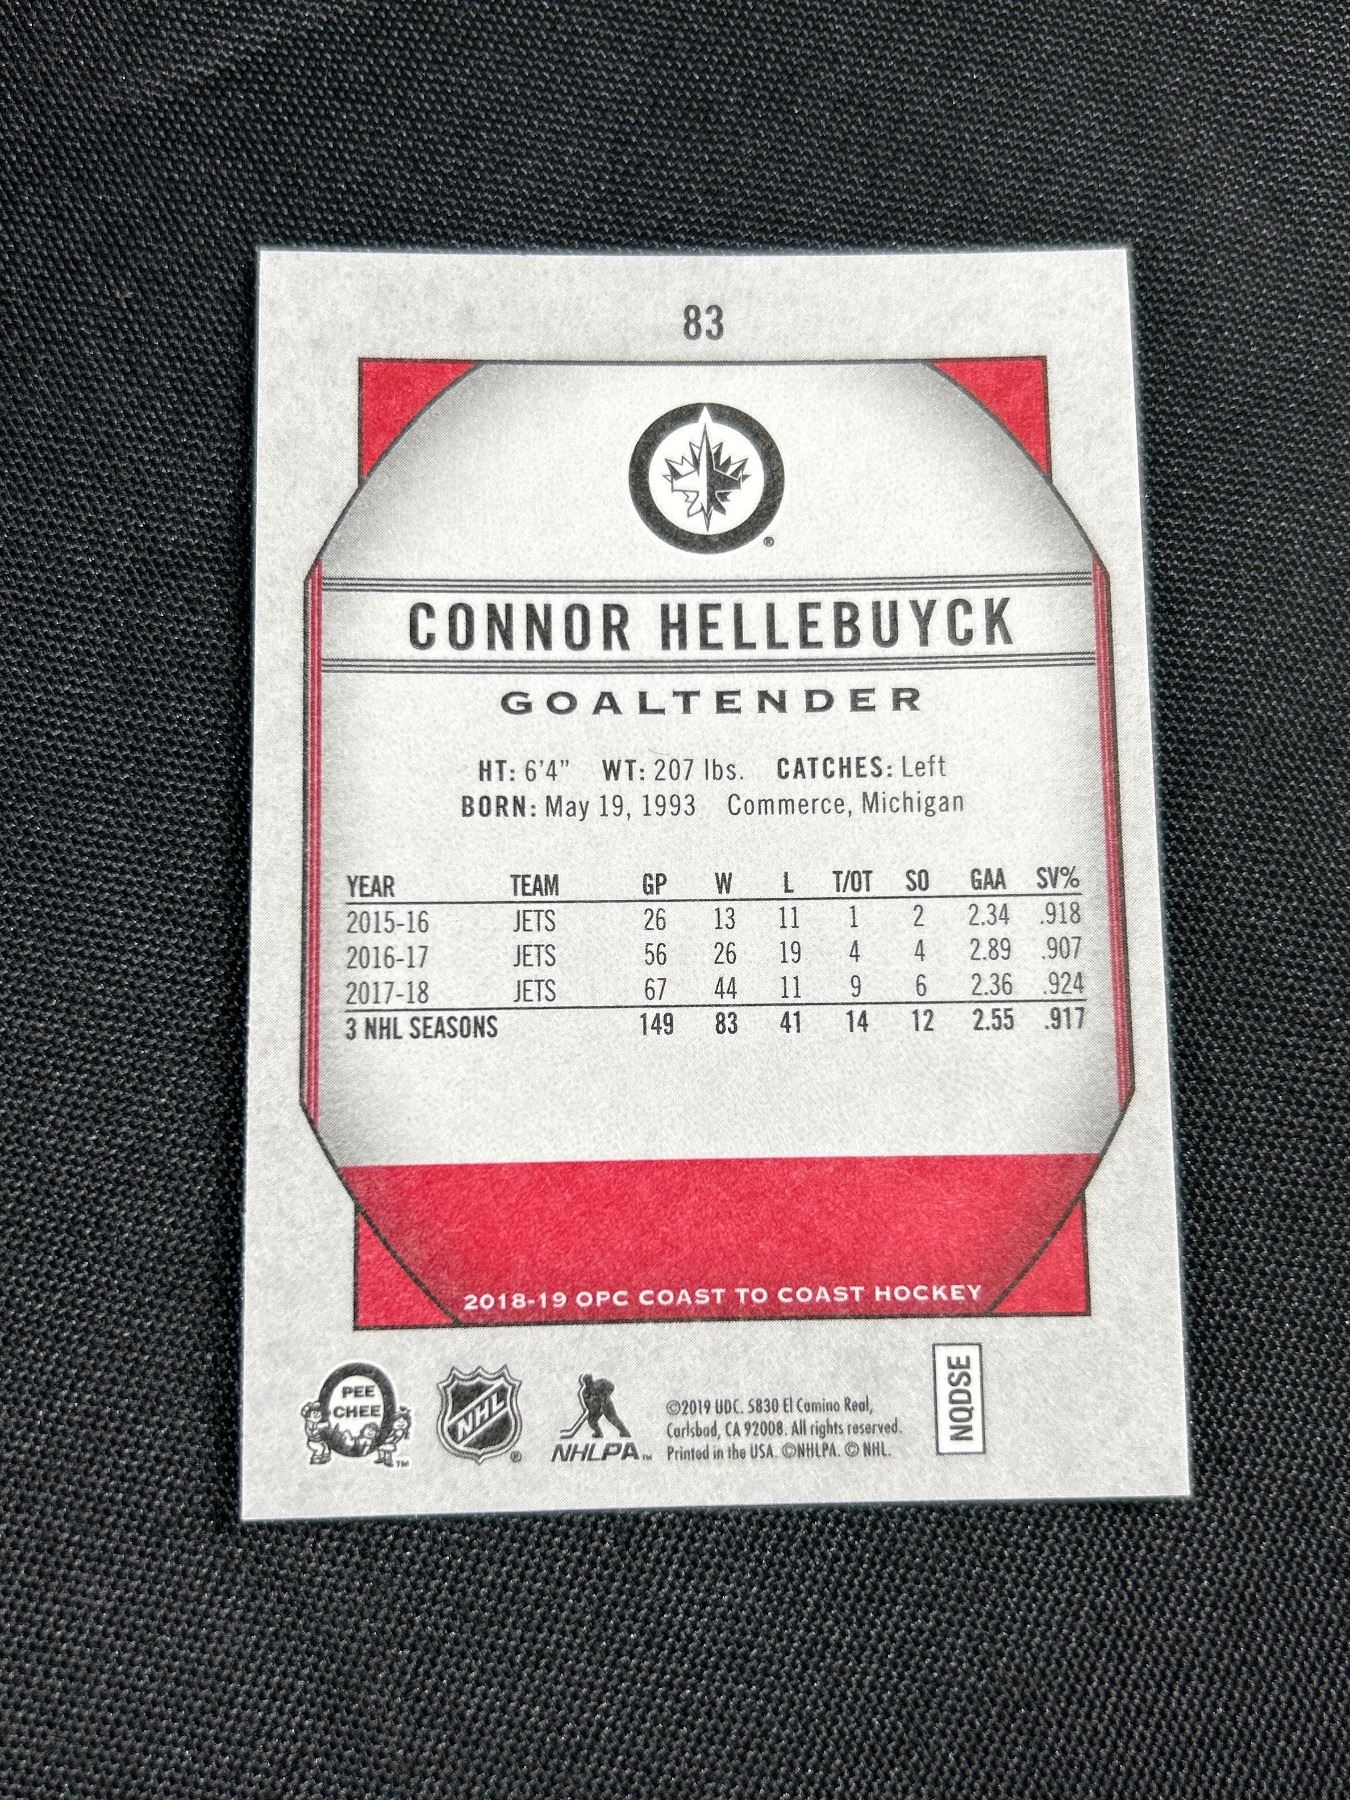 83
®
CONNOR HELLEBUYCK
GOALTENDER
HT: 6'4" WT: 207 lbs. CATCHES: Left
BORN: May 19, 1993 Commerce, Michigan
YEAR TEAM GP W L T/OT SO GAA SV%
2015-16 JETS 26 13 11 1 2 2.34 .918
2016-17 JETS 56 26 19 4 4 2.89 .907
2017-18 JETS 67 44 11 9 6 2.36 .924
3 NHL SEASONS 149 83 41 14 12 2.55 .917
2018-19 OPC COAST TO COAST HOCKEY
PEE
CHEE
TM
NHL
®
NHLPA TM
©2019 UDC. 5830 El Camino Real,
Carlsbad, CA 92008. All rights reserved.
Printed in the USA. ©NHLPA. © NHL.
NQDSE